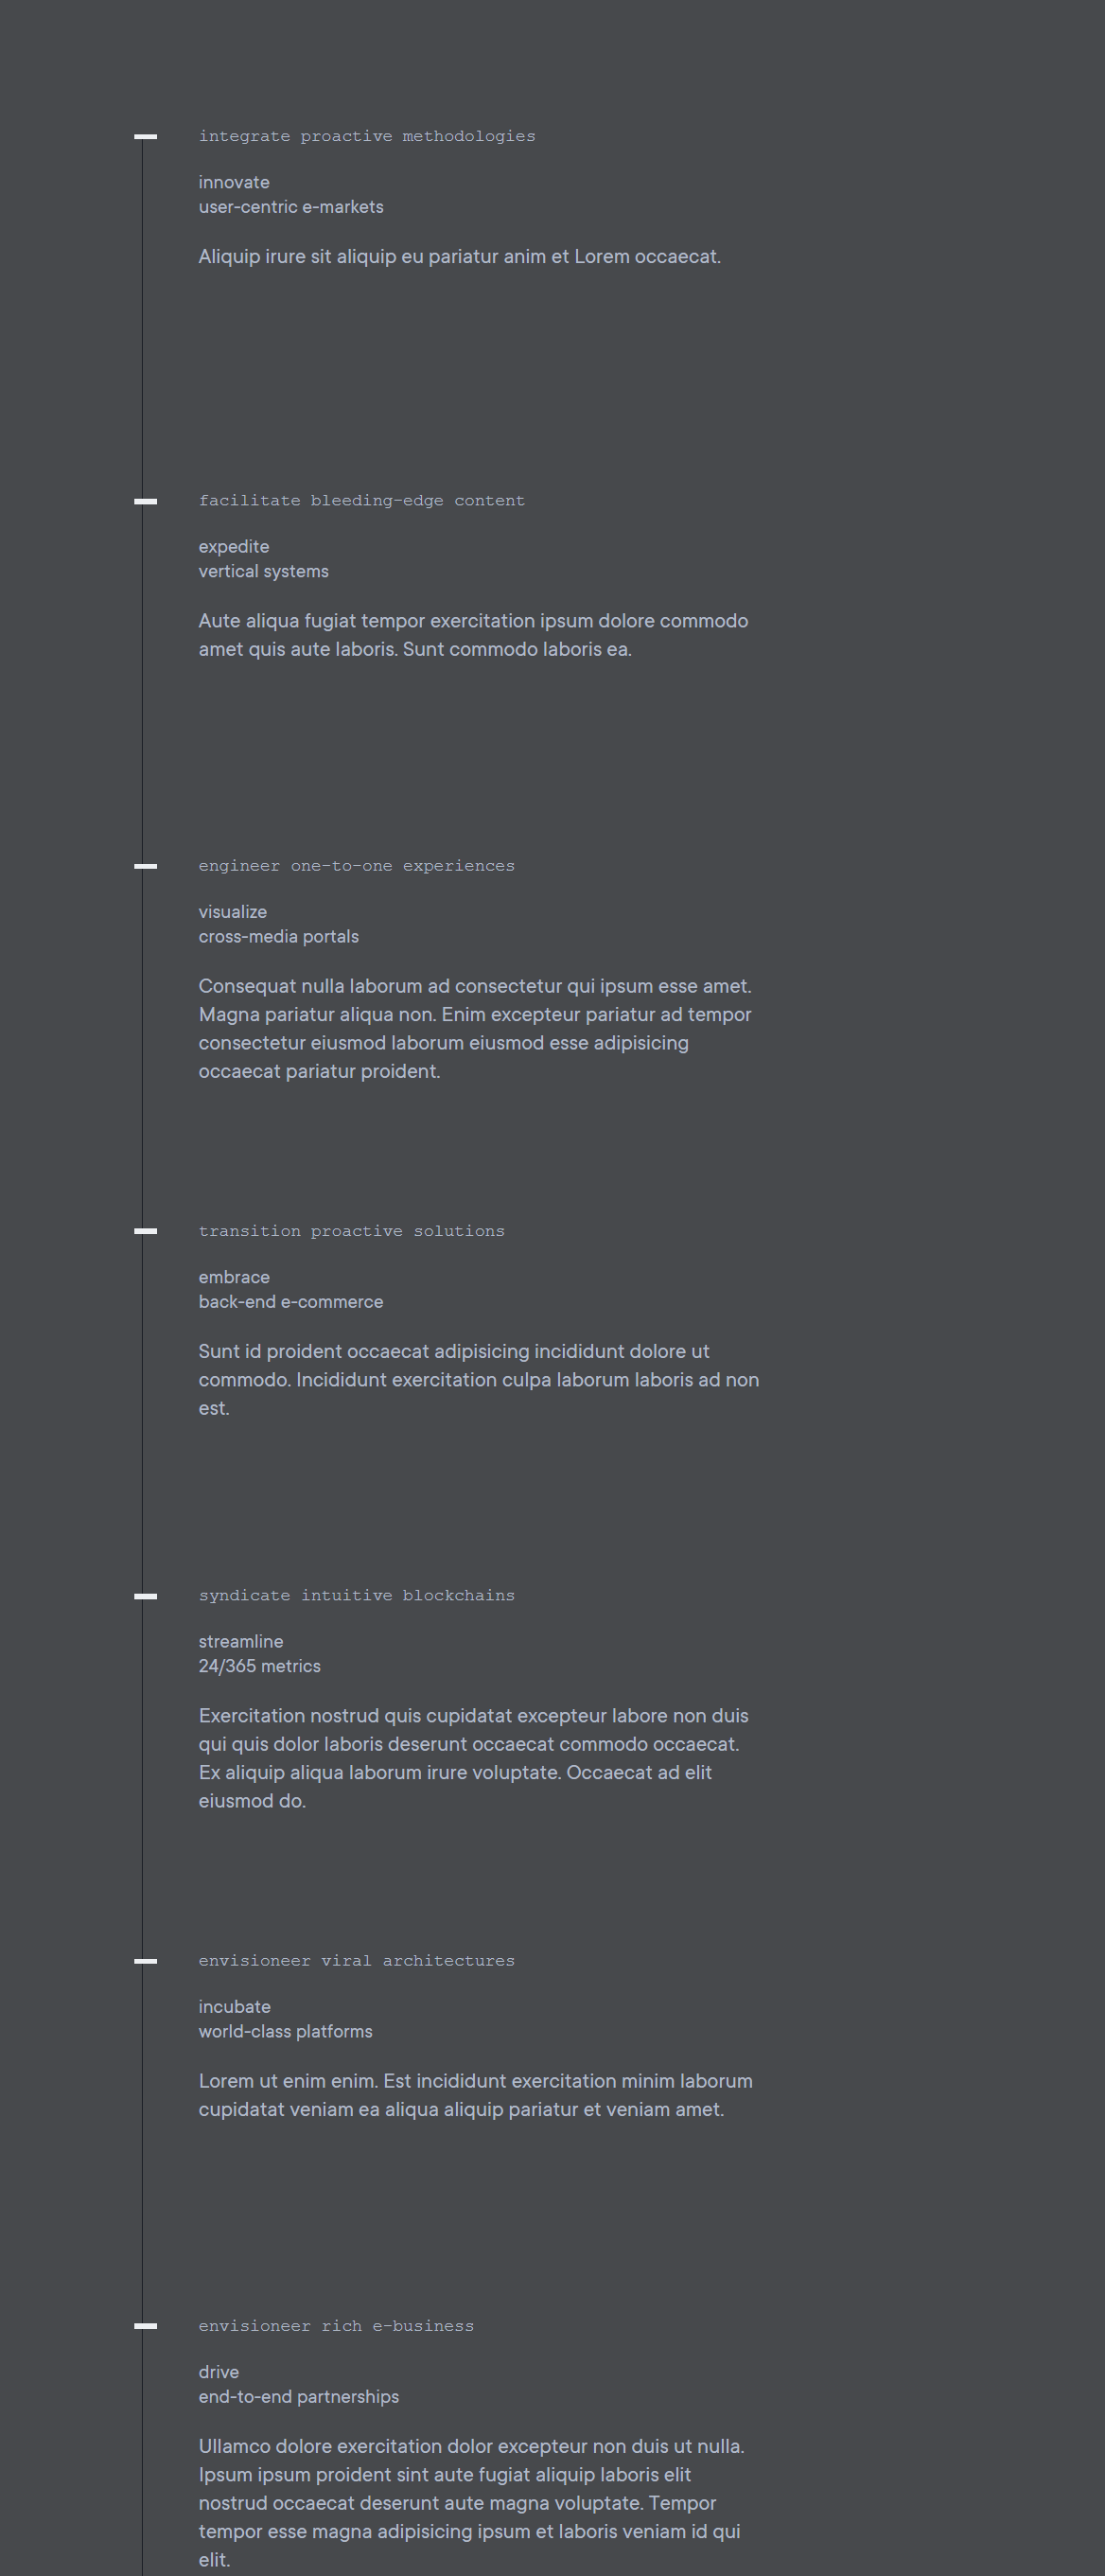 integrate proactive methodologies
innovate
user-centric e-markets
Aliquip irure sit aliquip eu pariatur anim et Lorem occaecat.
facilitate bleeding-edge content
expedite
vertical systems
Aute aliqua fugiat tempor exercitation ipsum dolore commodo
amet quis aute laboris. Sunt commodo laboris ea.
engineer one-to-one experiences
visualize
cross-media portals
Consequat nulla laborum ad consectetur qui ipsum esse amet.
Magna pariatur aliqua non. Enim excepteur pariatur ad tempor
consectetur eiusmod laborum eiusmod esse adipisicing
occaecat pariatur proident.
transition proactive solutions
embrace
back-end e-commerce
Sunt id proident occaecat adipisicing incididunt dolore ut
commodo. Incididunt exercitation culpa laborum laboris ad non
est.
syndicate intuitive blockchains
streamline
24/365 metrics
Exercitation nostrud quis cupidatat excepteur labore non duis
qui quis dolor laboris deserunt occaecat commodo occaecat.
Ex aliquip aliqua laborum irure voluptate. Occaecat ad elit
eiusmod do.
envisioneer viral architectures
incubate
world-class platforms
Lorem ut enim enim. Est incididunt exercitation minim laborum
cupidatat veniam ea aliqua aliquip pariatur et veniam amet.
envisioneer rich e-business
drive
end-to-end partnerships
Ullamco dolore exercitation dolor excepteur non duis ut nulla.
Ipsum ipsum proident sint aute fugiat aliquip laboris elit
nostrud occaecat deserunt aute magna voluptate. Tempor
tempor esse magna adipisicing ipsum et laboris veniam id qui
elit.